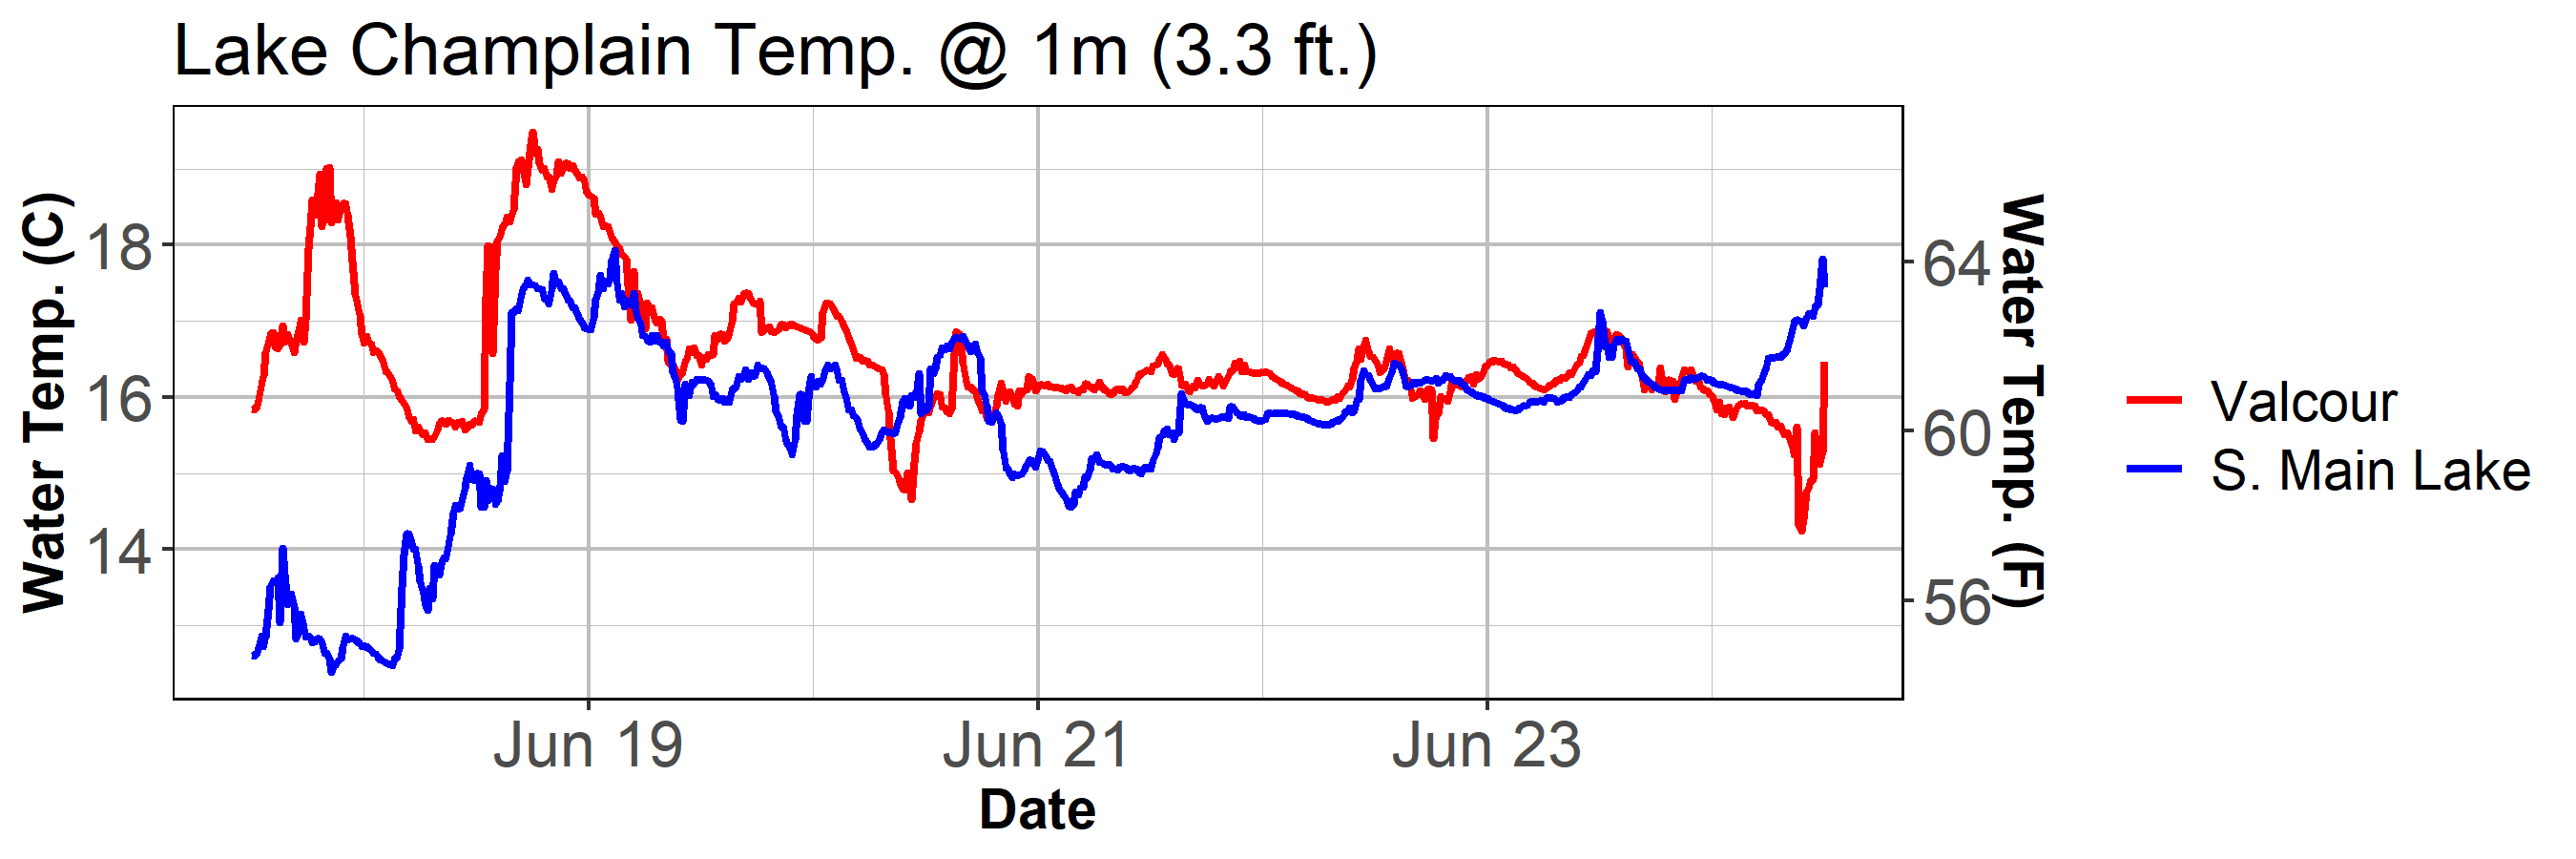 Lake Champlain Temp. @ 1m (3.3 ft.)
Water Temp. (C)
18
16
14
64
60
56
Water Temp. (F)
Jun 19
Jun 21
Jun 23
Date
Valcour
S. Main Lake